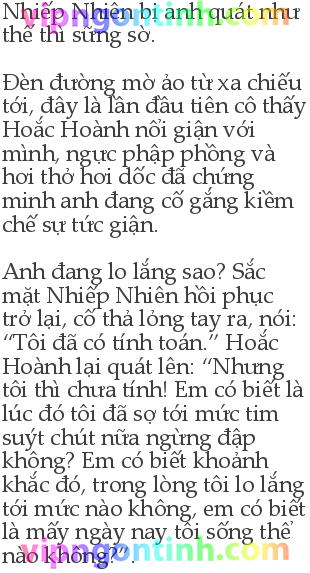 Nhiếp Nhiên bị anh quát như
thế thì sững sờ.
Đèn đường mờ ảo từ xa chiếu
tới, đây là lần đầu tiên cô thấy
Hoắc Hoành nổi giận với
mình, ngực phập phồng và
hơi thở hơi dốc đã chứng
minh anh đang cố gắng kiềm
chế sự tức giận.
Anh đang lo lắng sao? Sắc
mặt Nhiếp Nhiên hồi phục
trở lại, cố thả lỏng tay ra, nói:
“Tôi đã có tính toán.” Hoắc
Hoành lại quát lên: “Nhưng
tôi thì chưa tính! Em có biết là
lúc đó tôi đã sợ tới mức tim
suýt chút nữa ngừng đập
không? Em có biết khoảnh
khắc đó, trong lòng tôi lo lắng
tới mức nào không, em có biết
là mấy ngày nay tôi sống thế
nào không?”.
vipngontinh.com
vipngontinh.com